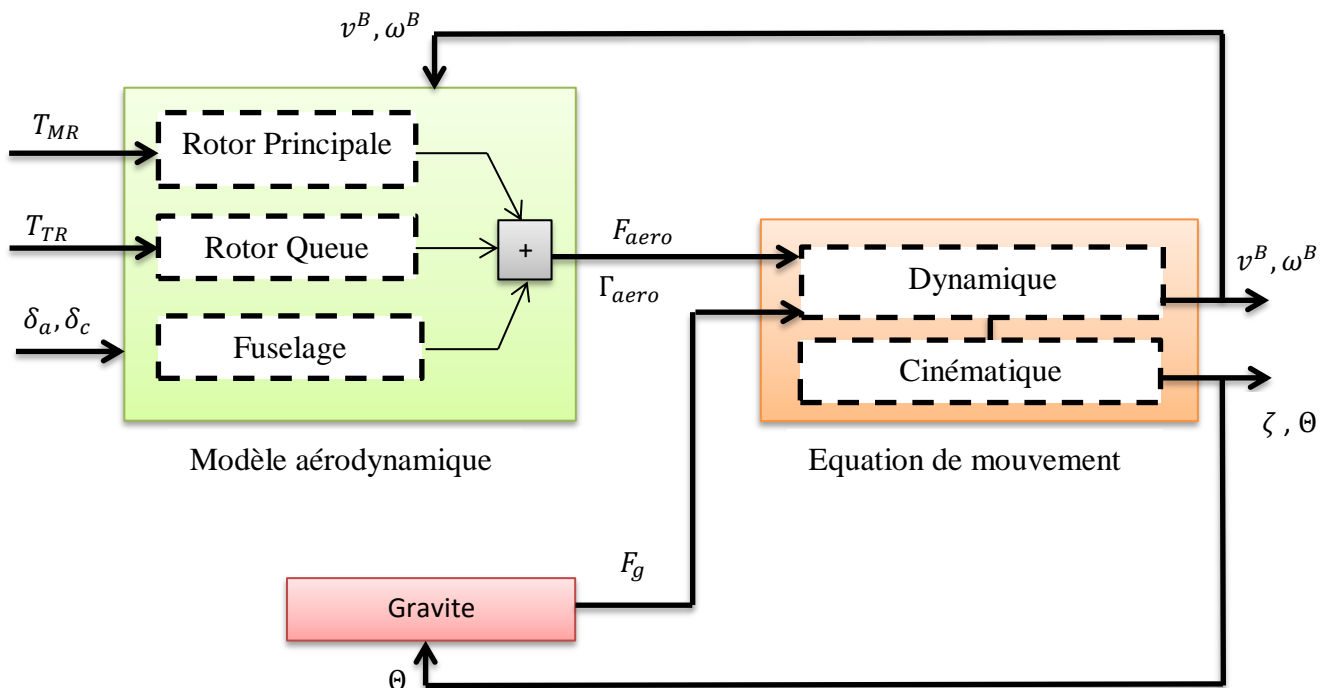 v^B, ω^B
T_MR
Rotor Principale
T_TR
Rotor Queue
+
F_aero
Γ_aero
Dynamique
v^B, ω^B
δ_a, δ_c
Fuselage
Cinématique
ζ , Θ
Modèle aérodynamique
Equation de mouvement
F_g
Gravite
Θ